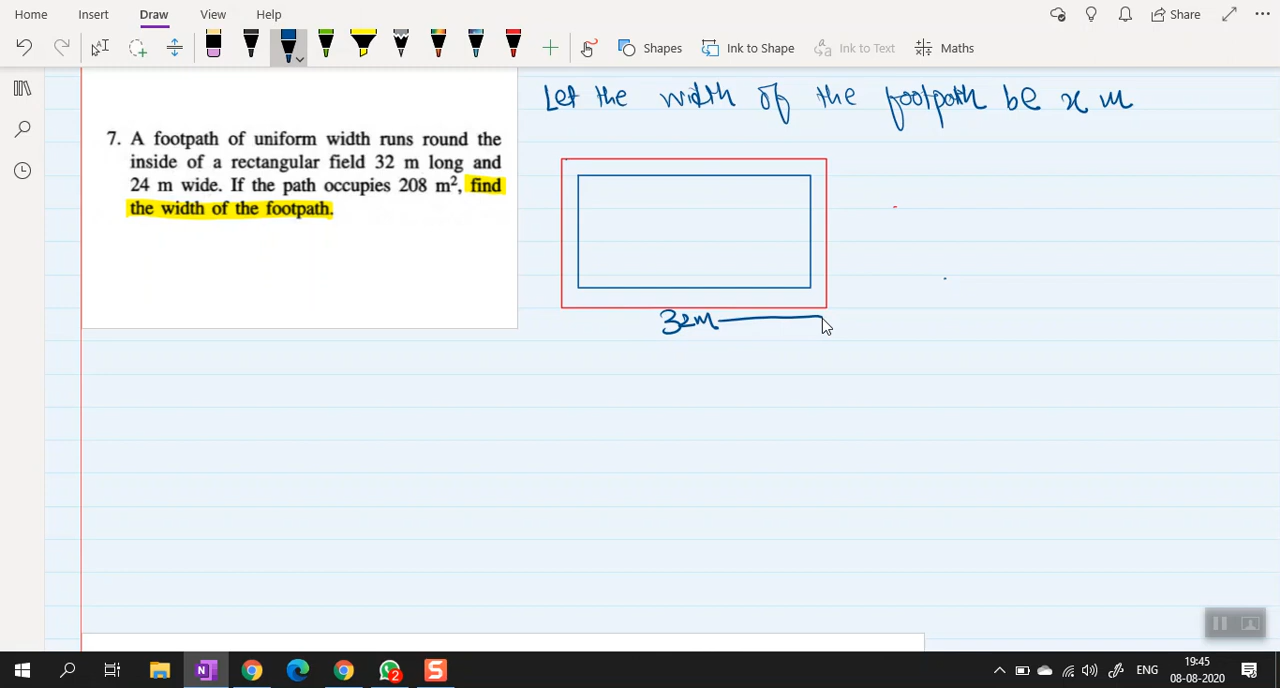 Home Insert Draw View Help
Share
Shapes Ink to Shape Ink to Text Maths
Let the width of the footpath be x m
7. A footpath of uniform width runs round the
inside of a rectangular field 32 m long and
24 m wide. If the path occupies 208 m², find
the width of the footpath.
32m
2
ENG
19:45
08-08-2020